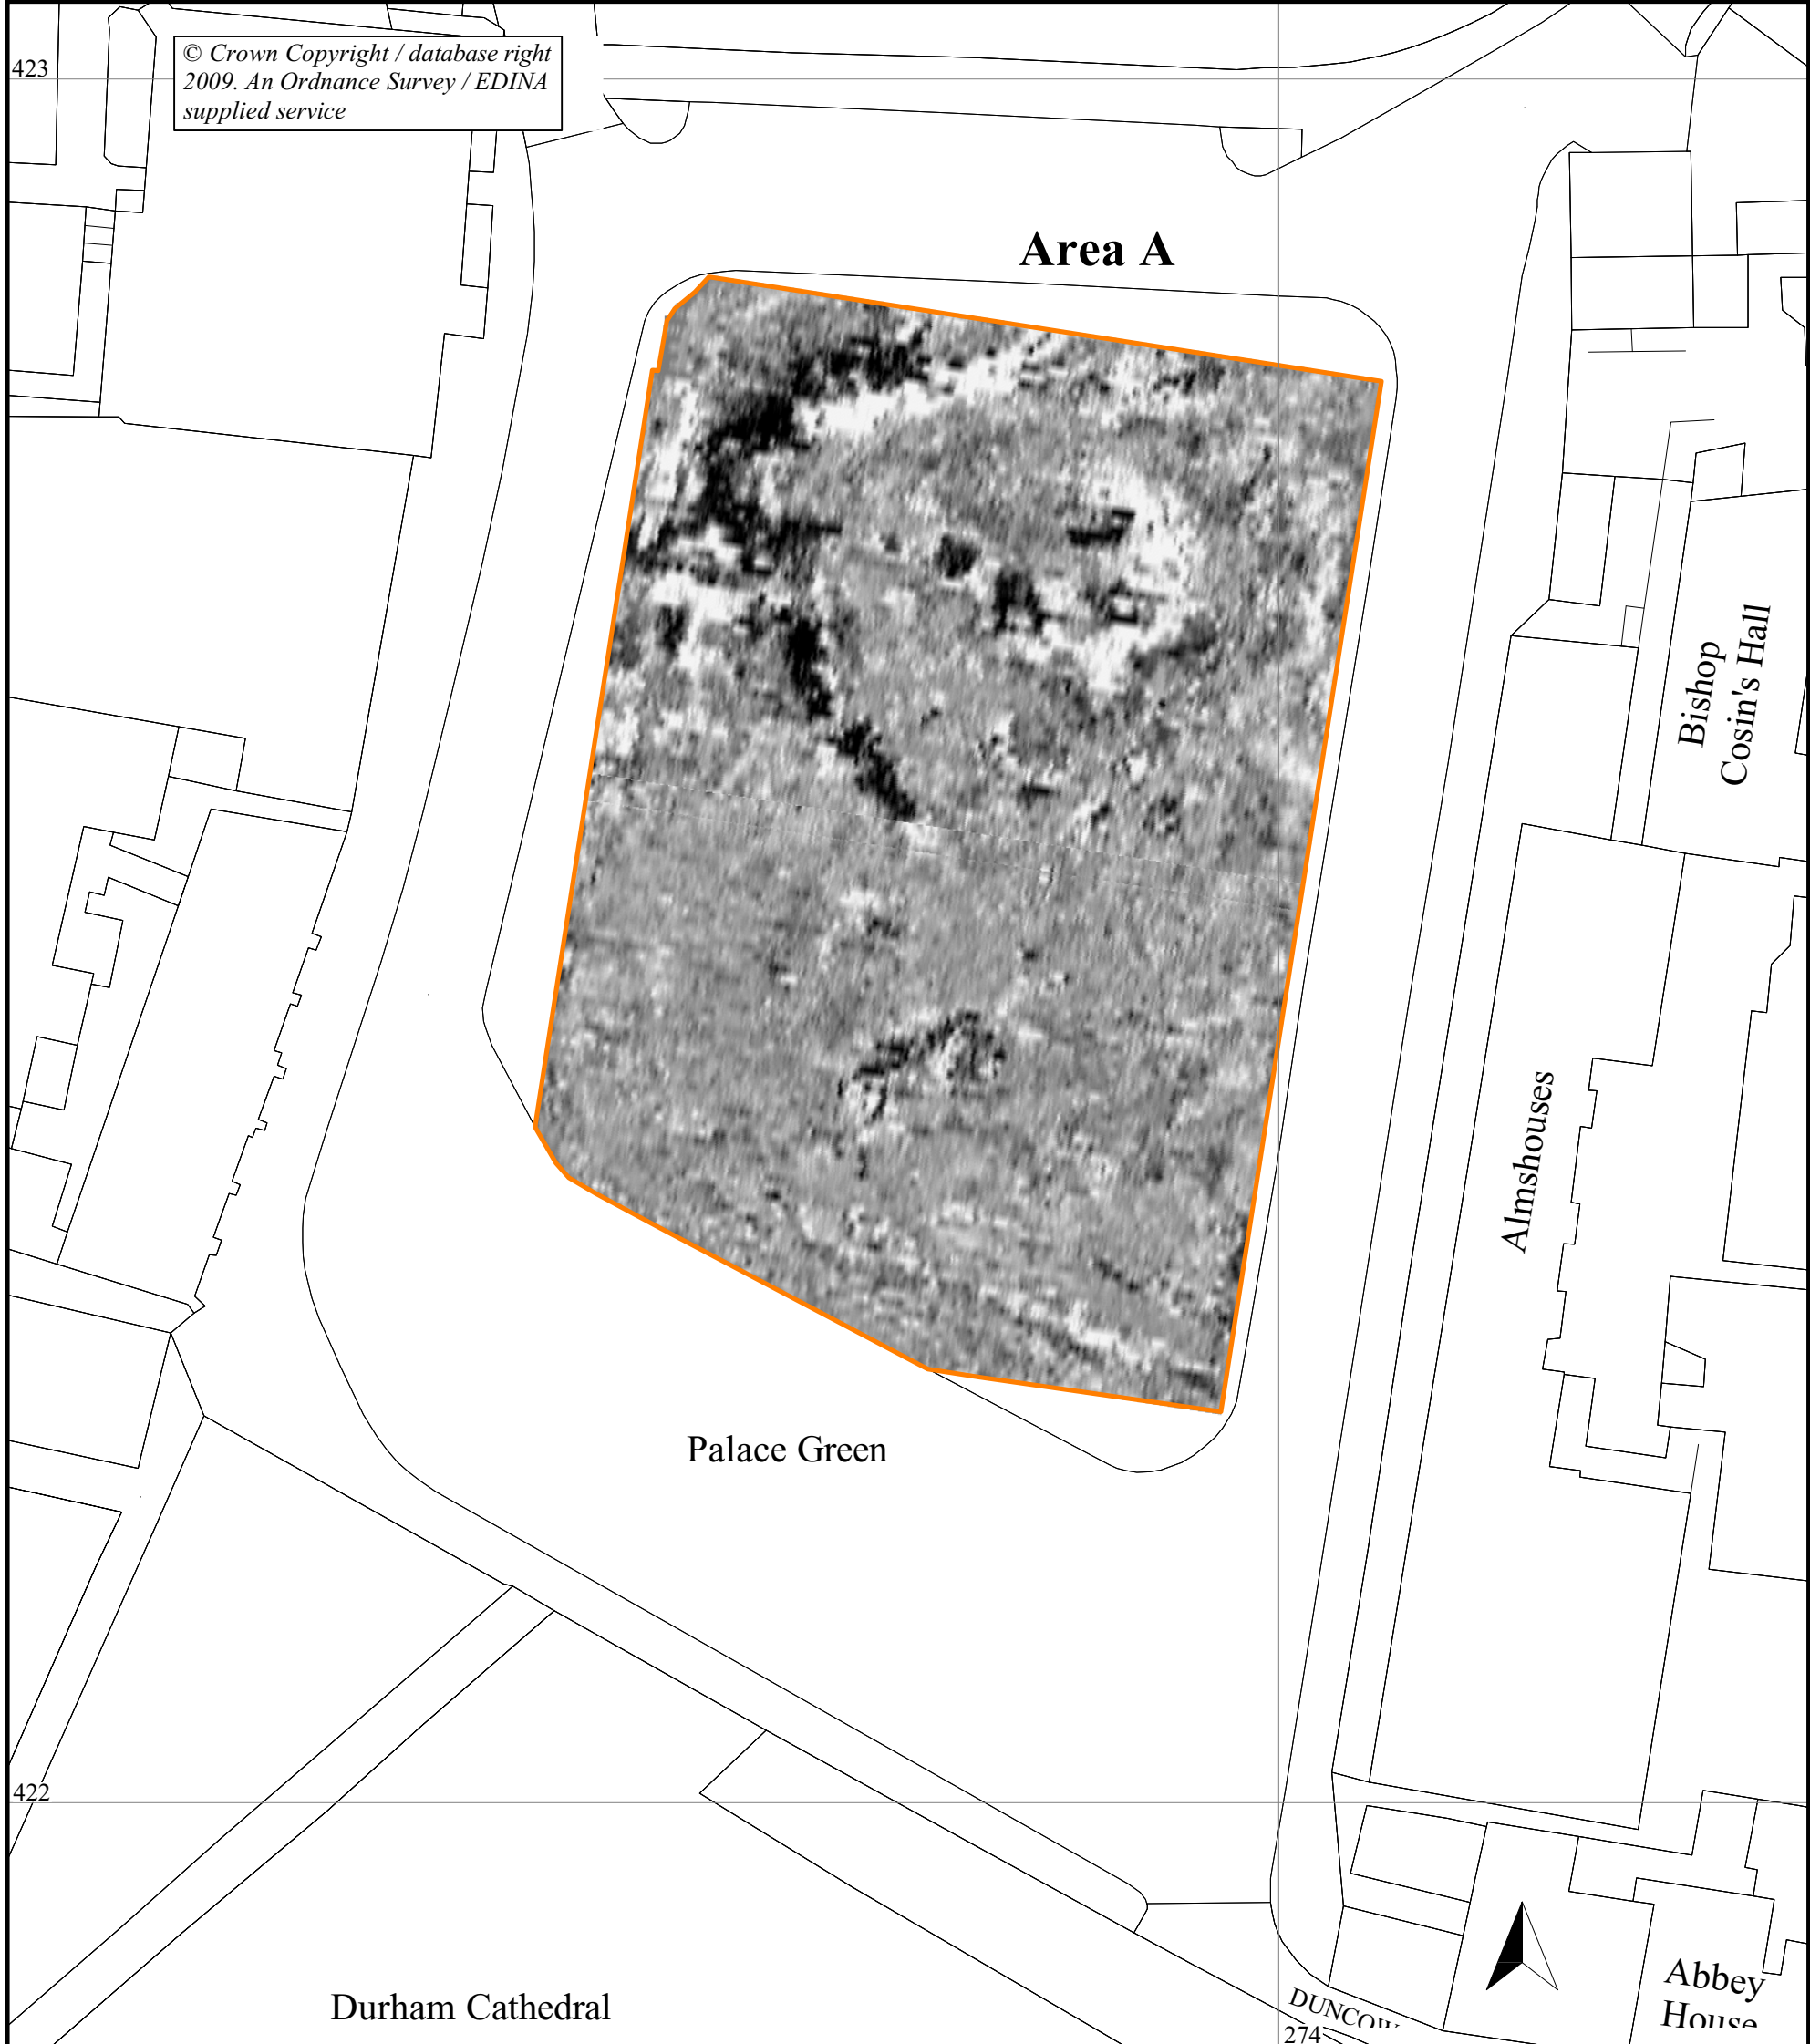 423
© Crown Copyright / database right
2009. An Ordnance Survey / EDINA
supplied service
Area A
Bishop
Cosin's Hall
Almshouses
Palace Green
422
Durham Cathedral
Abbey
House
DUNCOW
274